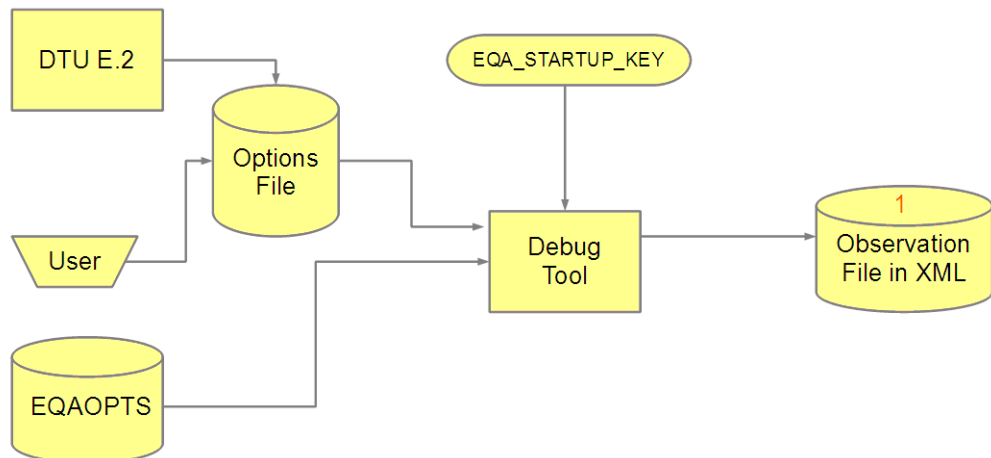 DTU E.2
EQA_STARTUP_KEY
Options
File
User
Debug
Tool
1
Observation
File in XML
EQAOPTS